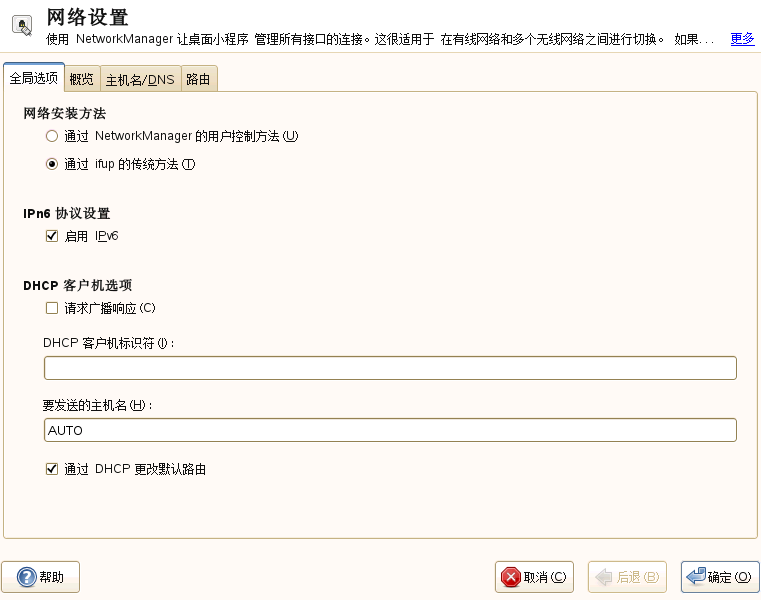 网络设置
使用 NetworkManager 让桌面小程序 管理所有接口的连接。这很适用于 在有线网络和多个无线网络之间进行切换。 如果... 更多
全局选项 概览 主机名/DNS 路由
网络安装方法
通过 NetworkManager 的用户控制方法(U)
通过 ifup 的传统方法(T)
IPn6 协议设置
启用 IPv6
DHCP 客户机选项
请求广播响应(C)
DHCP 客户机标识符(I):
要发送的主机名(H):
AUTO
通过 DHCP 更改默认路由
帮助 取消(C) 后退(B) 确定(O)